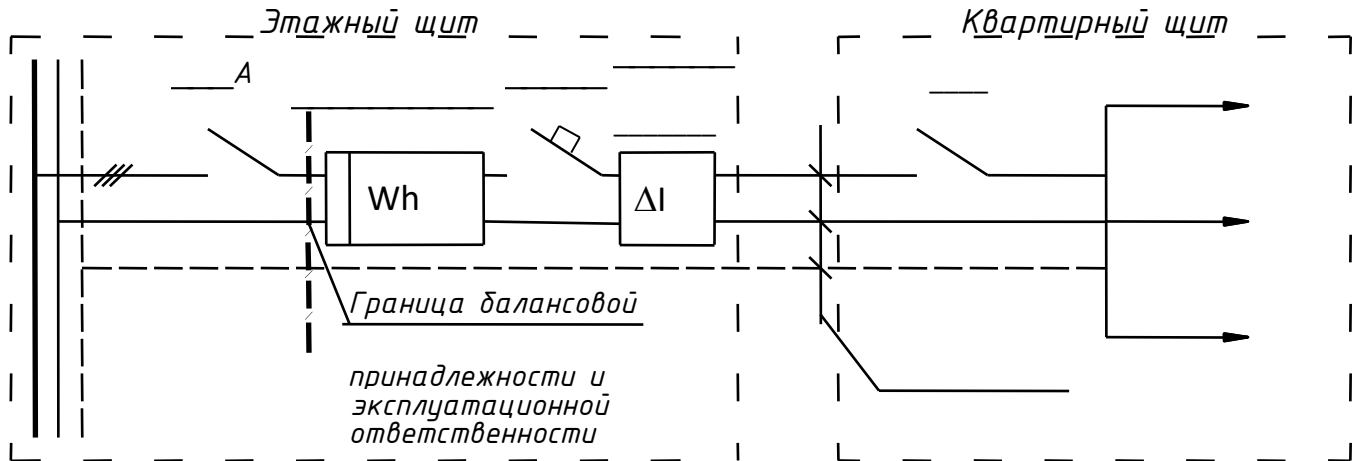 Этажный щит
Квартирный щит
А
Wh
ΔI
Граница балансовой
принадлежности и
эксплуатационной
ответственности